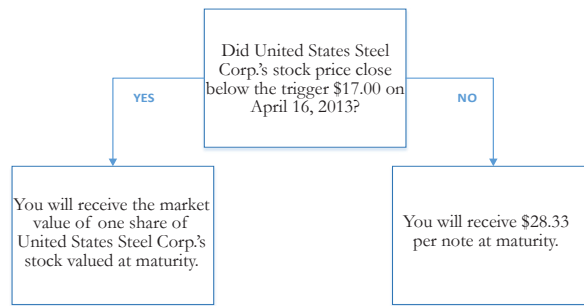 Did United States Steel
Corp.'s stock price close
below the trigger $17.00 on
April 16, 2013?
YES
NO
You will receive the market
value of one share of
United States Steel Corp.'s
stock valued at maturity.
You will receive $28.33
per note at maturity.